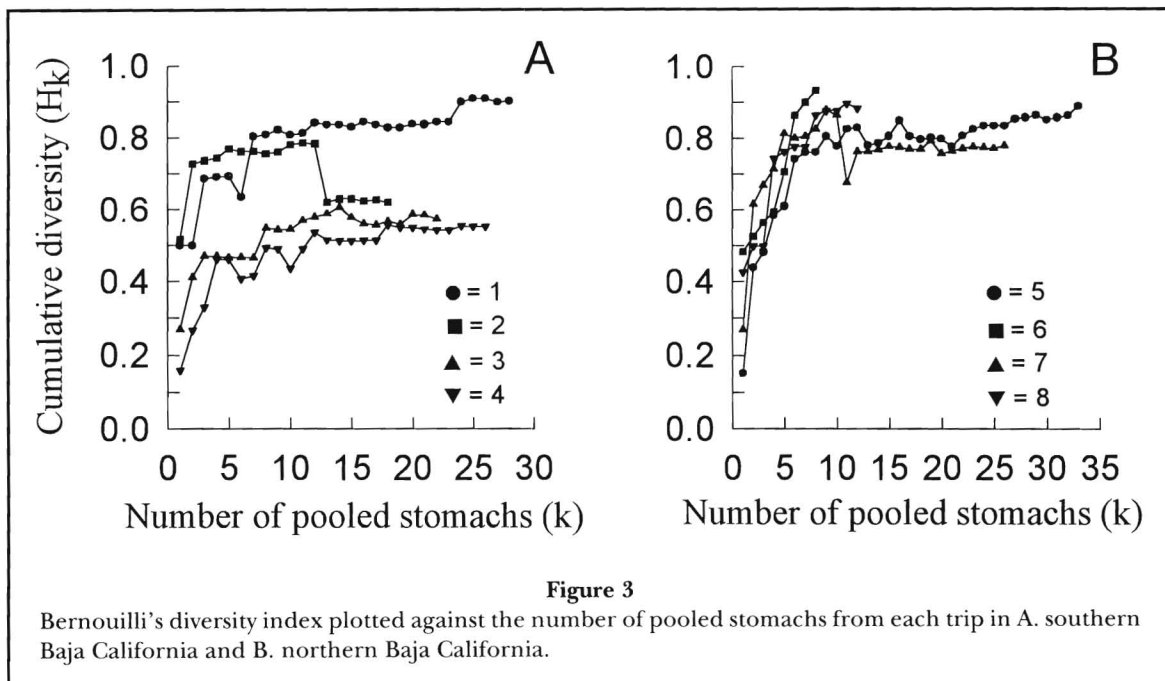 A
Cumulative diversity (Hk)
1.0
0.8
0.6
0.4
0.2
0.0
0 5 10 15 20 25 30
Number of pooled stomachs (k)
● = 1
■ = 2
▲ = 3
▼ = 4
B
1.0
0.8
0.6
0.4
0.2
0.0
0 5 10 15 20 25 30 35
Number of pooled stomachs (k)
● = 5
■ = 6
▲ = 7
▼ = 8
Figure 3
Bernouilli's diversity index plotted against the number of pooled stomachs from each trip in A. southern
Baja California and B. northern Baja California.